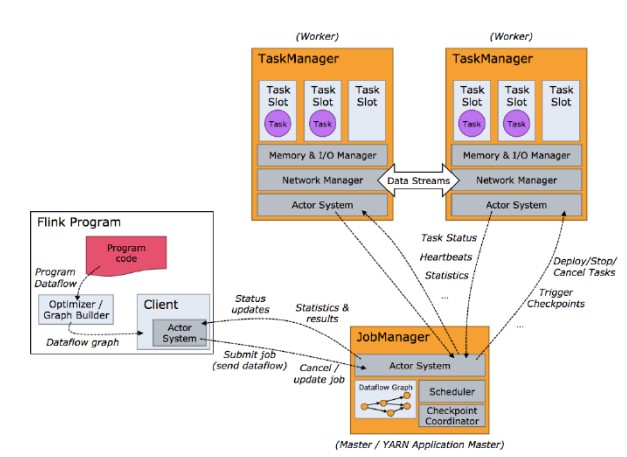 (Worker)
(Worker)
TaskManager
TaskManager
Task
Slot
Task
Slot
Task
Slot
Task
Slot
Task
Slot
Task
Slot
Task
Task
Task
Task
Memory & I/O Manager
Memory & I/O Manager
Network Manager
Data Streams
Network Manager
Actor System
Actor System
Flink Program
Program
code
Program
Dataflow
Optimizer /
Graph Builder
Dataflow graph
Client
Actor
System
Task Status
Heartbeats
Statistics
...
Deploy/Stop/
Cancel Tasks
Trigger
Checkpoints
...
Status
updates
Statistics &
results
Submit job
(send dataflow)
Cancel /
update job
JobManager
Actor System
Dataflow Graph
Scheduler
Checkpoint
Coordinator
(Master / YARN Application Master)